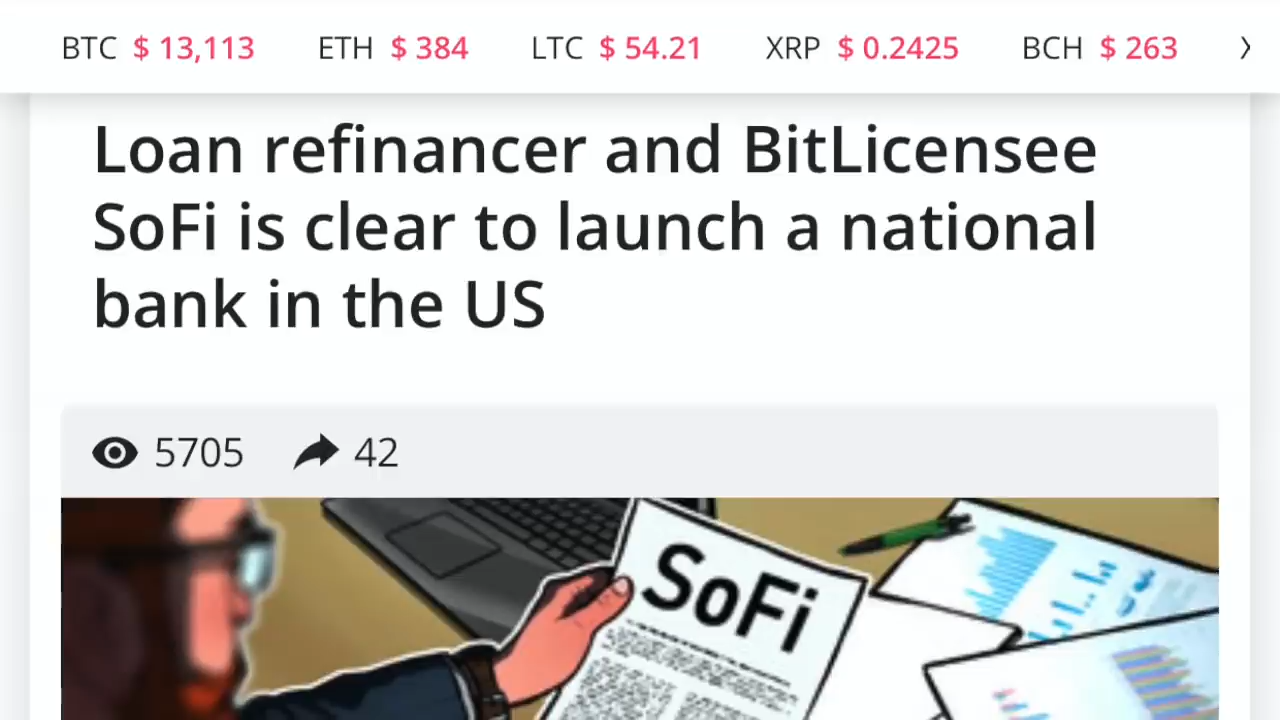 BTC $ 13,113 ETH $ 384 LTC $ 54.21 XRP $ 0.2425 BCH $ 263
Loan refinancer and BitLicensee
SoFi is clear to launch a national
bank in the US
5705 42
SoFi